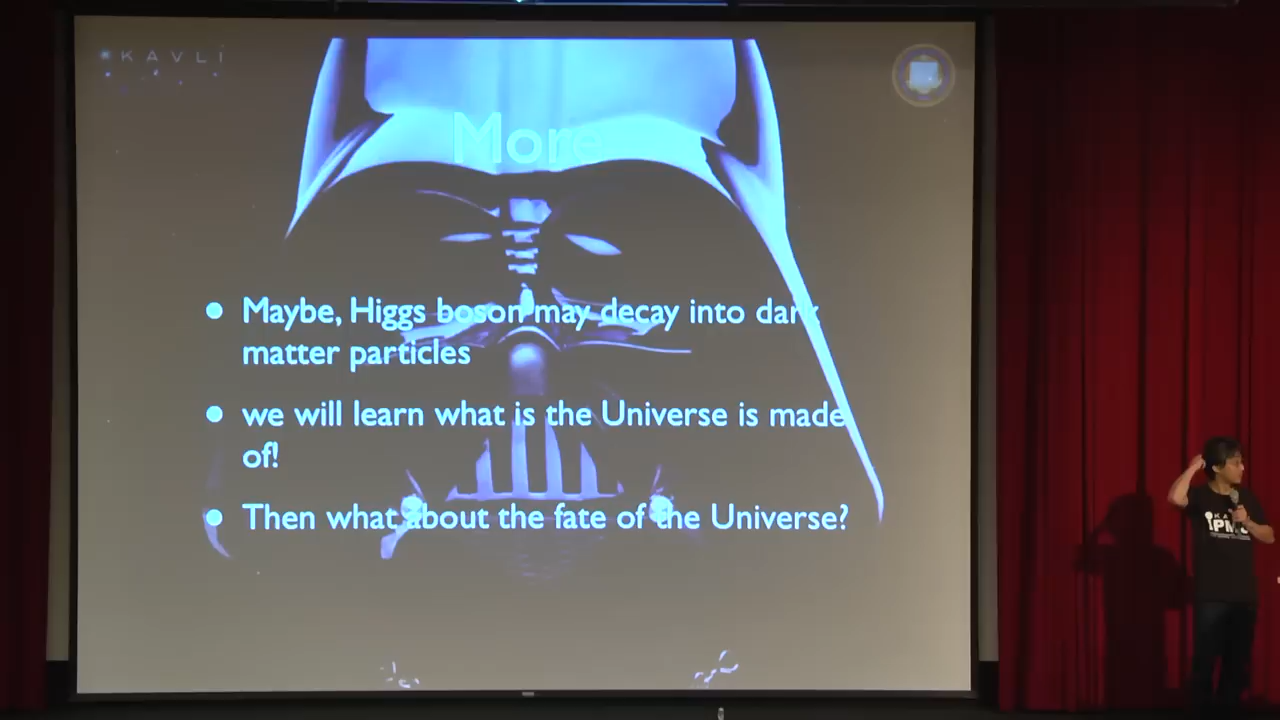 KAVLI
More
• Maybe, Higgs boson may decay into dark
matter particles
• we will learn what is the Universe is made
of!
• Then what about the fate of the Universe?